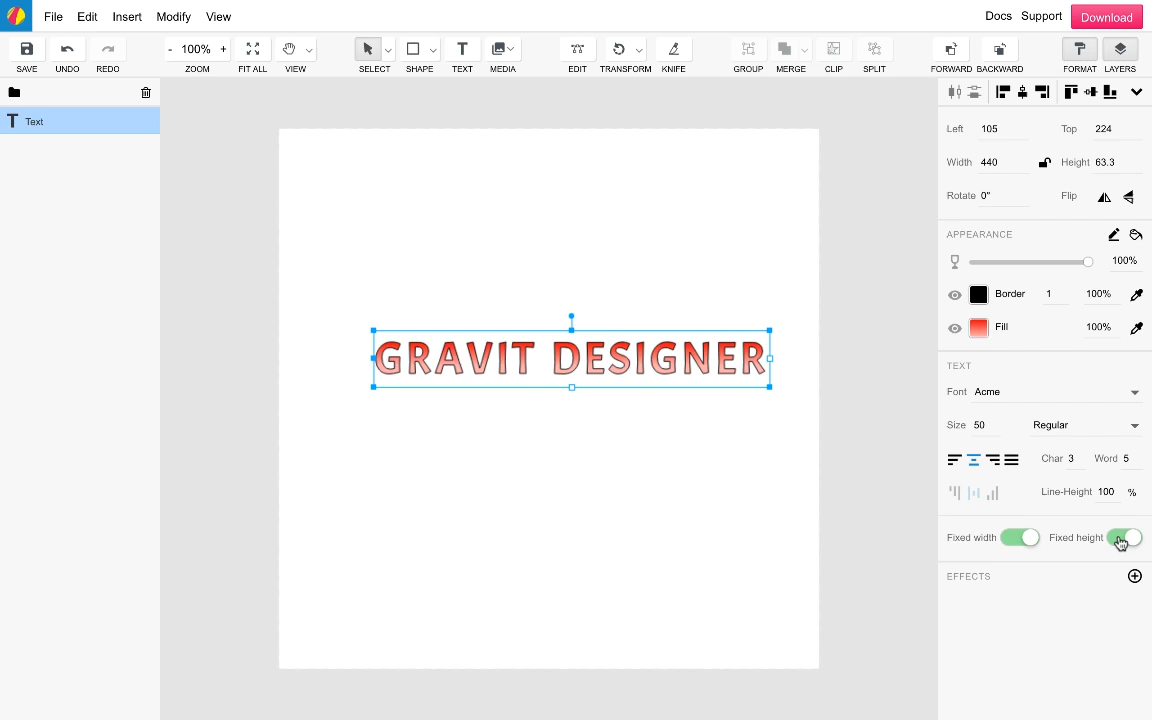 File Edit Insert Modify View Docs Support Download
- 100% +
SAVE UNDO REDO ZOOM FIT ALL VIEW SELECT SHAPE TEXT MEDIA EDIT TRANSFORM KNIFE GROUP MERGE CLIP SPLIT FORWARD BACKWARD FORMAT LAYERS
T Text
Left 105 Top 224
Width 440 Height 63.3
Rotate 0° Flip
APPEARANCE
100%
Border 1 100%
Fill 100%
GRAVIT DESIGNER
TEXT
Font Acme
Size 50 Regular
Char 3 Word 5
Line-Height 100 %
Fixed width Fixed height
EFFECTS